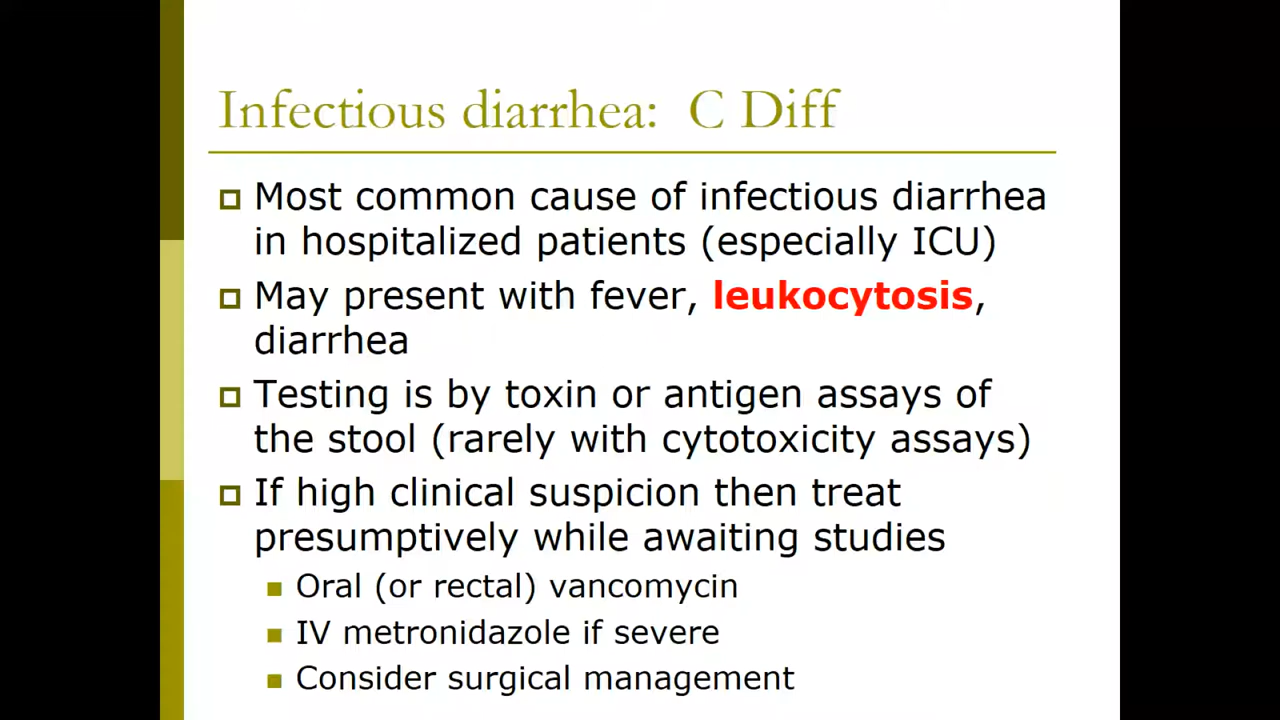 Infectious diarrhea: C Diff
Most common cause of infectious diarrhea
in hospitalized patients (especially ICU)
May present with fever, leukocytosis,
diarrhea
Testing is by toxin or antigen assays of
the stool (rarely with cytotoxicity assays)
If high clinical suspicion then treat
presumptively while awaiting studies
Oral (or rectal) vancomycin
IV metronidazole if severe
Consider surgical management